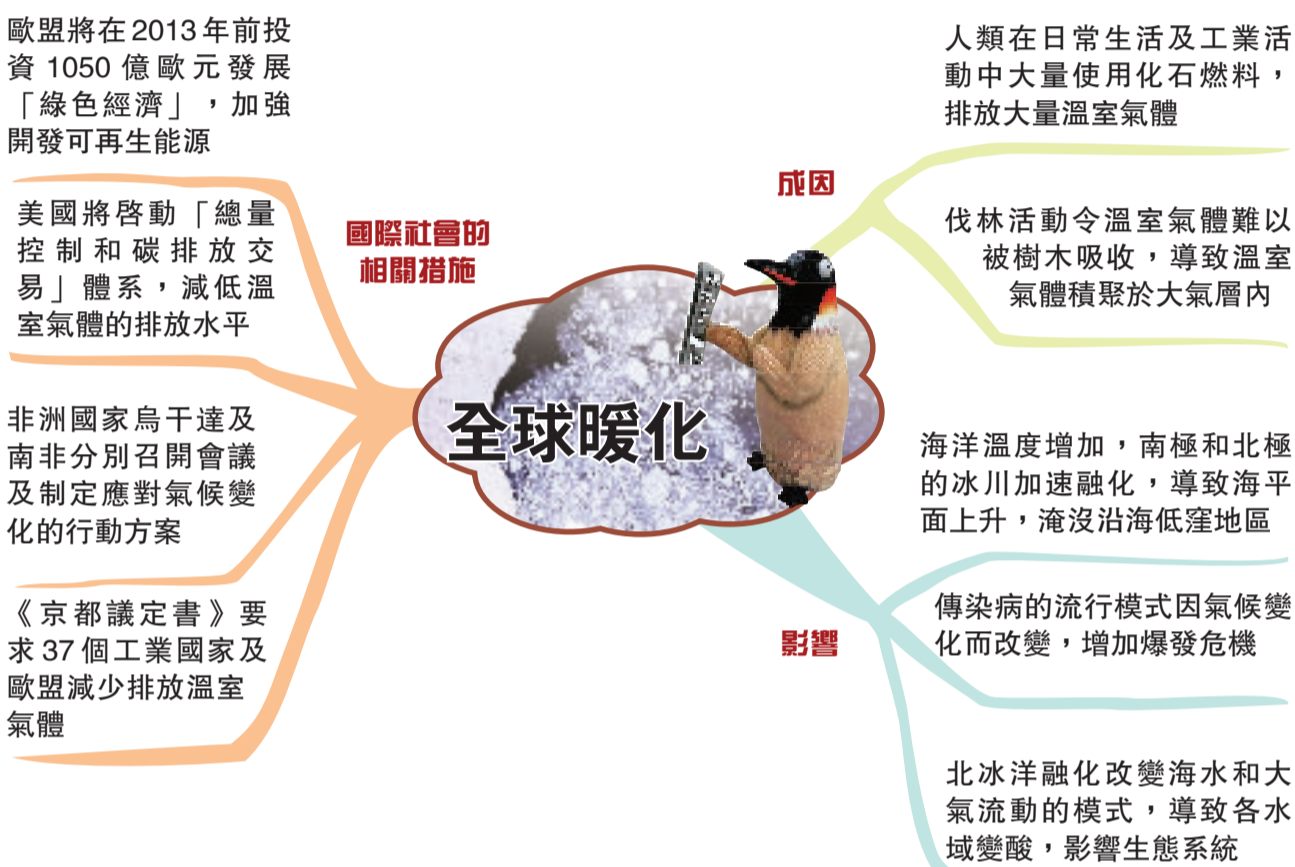 歐盟將在2013年前投
資1050億歐元發展
「綠色經濟」，加強
開發可再生能源
美國將啓動「總量
控制和碳排放交
易」體系，減低溫
室氣體的排放水平
非洲國家烏干達及
南非分別召開會議
及制定應對氣候變
化的行動方案
《京都議定書》要
求37個工業國家及
歐盟減少排放溫室
氣體
國際社會的
相關措施
全球暖化
成因
人類在日常生活及工業活
動中大量使用化石燃料，
排放大量溫室氣體
伐林活動令溫室氣體難以
被樹木吸收，導致溫室
氣體積聚於大氣層內
影響
海洋溫度增加，南極和北極
的冰川加速融化，導致海平
面上升，淹沒沿海低窪地區
傳染病的流行模式因氣候變
化而改變，增加爆發危機
北冰洋融化改變海水和大
氣流動的模式，導致各水
域變酸，影響生態系統